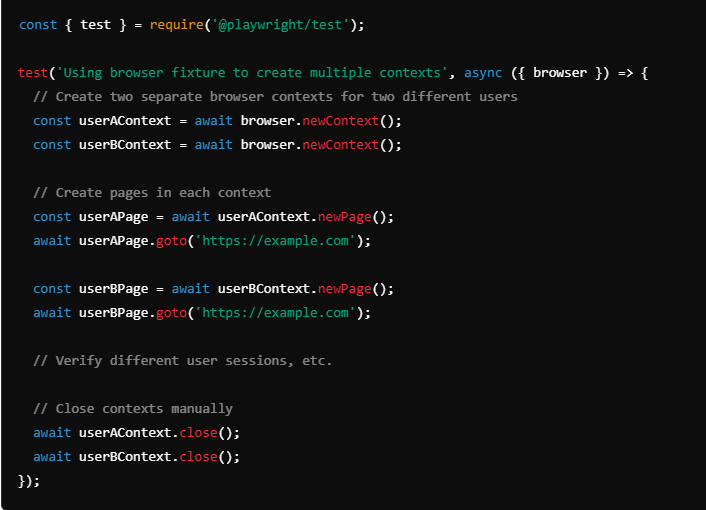 const { test } = require('@playwright/test');
test('Using browser fixture to create multiple contexts', async ({ browser }) => {
// Create two separate browser contexts for two different users
const userAContext = await browser.newContext();
const userBContext = await browser.newContext();
// Create pages in each context
const userAPage = await userAContext.newPage();
await userAPage.goto('https://example.com');
const userBPage = await userBContext.newPage();
await userBPage.goto('https://example.com');
// Verify different user sessions, etc.
// Close contexts manually
await userAContext.close();
await userBContext.close();
});